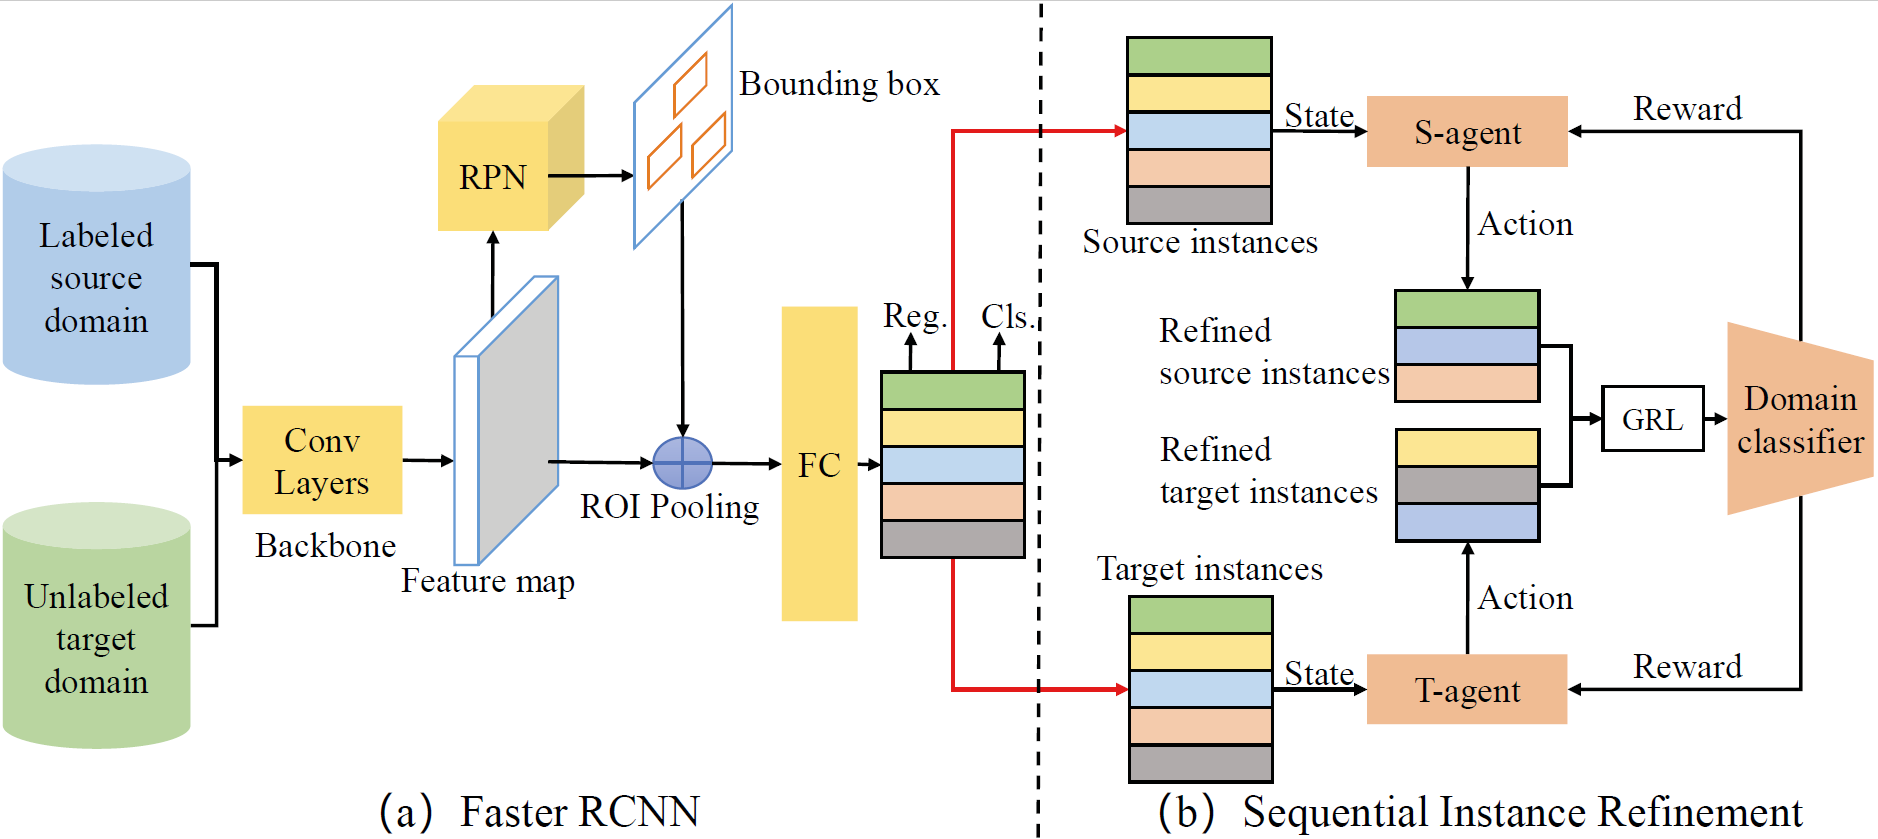 Labeled
source
domain
Unlabeled
target
domain
Conv
Layers
Backbone
RPN
Bounding box
Feature map
ROI Pooling
FC
Reg.
Cls.
(a) Faster RCNN
Source instances
State
S-agent
Reward
Action
Refined
source instances
Refined
target instances
GRL
Domain
classifier
Target instances
Action
State
T-agent
Reward
(b) Sequential Instance Refinement